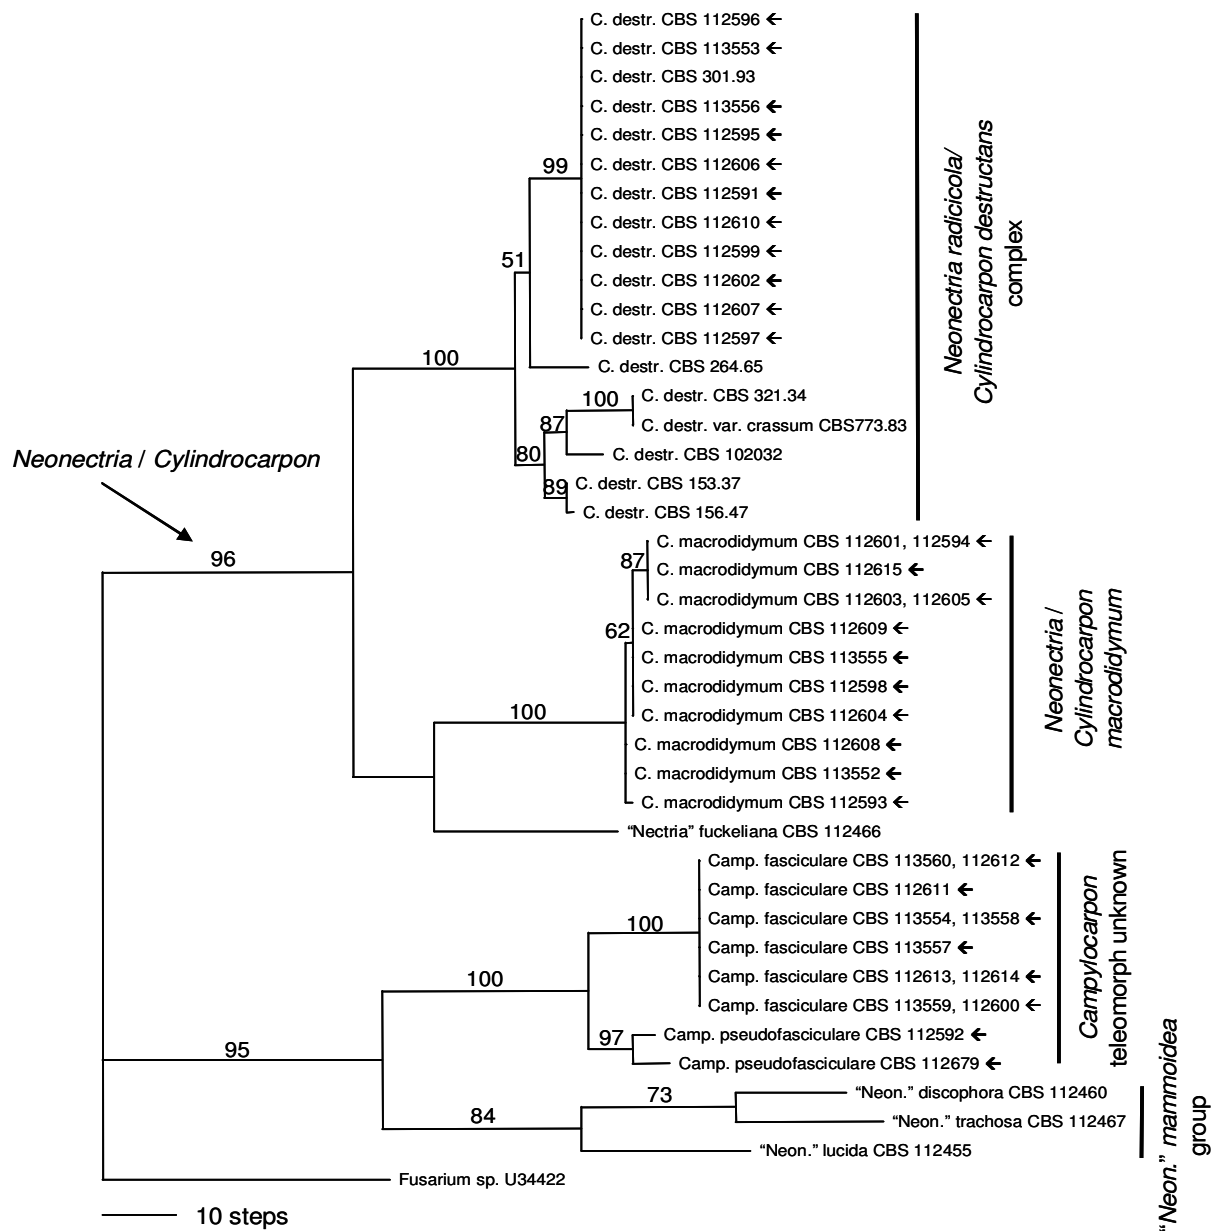 C. destr. CBS 112596 ←
C. destr. CBS 113553 ←
C. destr. CBS 301.93
C. destr. CBS 113556 ←
C. destr. CBS 112595 ←
C. destr. CBS 112606 ←
C. destr. CBS 112591 ←
C. destr. CBS 112610 ←
C. destr. CBS 112599 ←
C. destr. CBS 112602 ←
C. destr. CBS 112607 ←
C. destr. CBS 112597 ←
C. destr. CBS 264.65
C. destr. CBS 321.34
C. destr. var. crassum CBS773.83
C. destr. CBS 102032
C. destr. CBS 153.37
C. destr. CBS 156.47
99
51
100
100
87
80
89
Neonectria radicicola/
Cylindrocarpon destructans
complex
Neonectria / Cylindrocarpon
96
C. macrodidymum CBS 112601, 112594 ←
C. macrodidymum CBS 112615 ←
C. macrodidymum CBS 112603, 112605 ←
C. macrodidymum CBS 112609 ←
C. macrodidymum CBS 113555 ←
C. macrodidymum CBS 112598 ←
C. macrodidymum CBS 112604 ←
C. macrodidymum CBS 112608 ←
C. macrodidymum CBS 113552 ←
C. macrodidymum CBS 112593 ←
87
62
100
Neonectria /
Cylindrocarpon
macrodidymum
“Nectria” fuckeliana CBS 112466
Camp. fasciculare CBS 113560, 112612 ←
Camp. fasciculare CBS 112611 ←
Camp. fasciculare CBS 113554, 113558 ←
Camp. fasciculare CBS 113557 ←
Camp. fasciculare CBS 112613, 112614 ←
Camp. fasciculare CBS 113559, 112600 ←
Camp. pseudofasciculare CBS 112592 ←
Camp. pseudofasciculare CBS 112679 ←
100
100
97
95
Campylocarpon
teleomorph unknown
“Neon.” discophora CBS 112460
“Neon.” trachosa CBS 112467
“Neon.” lucida CBS 112455
73
84
“Neon.” mammoidea
group
Fusarium sp. U34422
10 steps